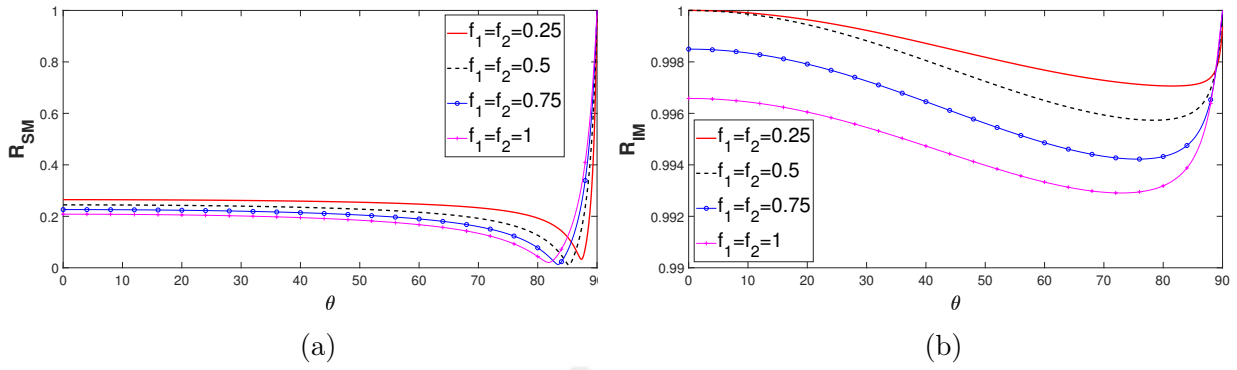 1
0.8
0.6
0.4
0.2
0
R_SM
f_1=f_2=0.25
f_1=f_2=0.5
f_1=f_2=0.75
f_1=f_2=1
0 10 20 30 40 50 60 70 80 90
θ
(a)
1
0.998
0.996
0.994
0.992
0.99
R_IM
f_1=f_2=0.25
f_1=f_2=0.5
f_1=f_2=0.75
f_1=f_2=1
0 10 20 30 40 50 60 70 80 90
θ
(b)